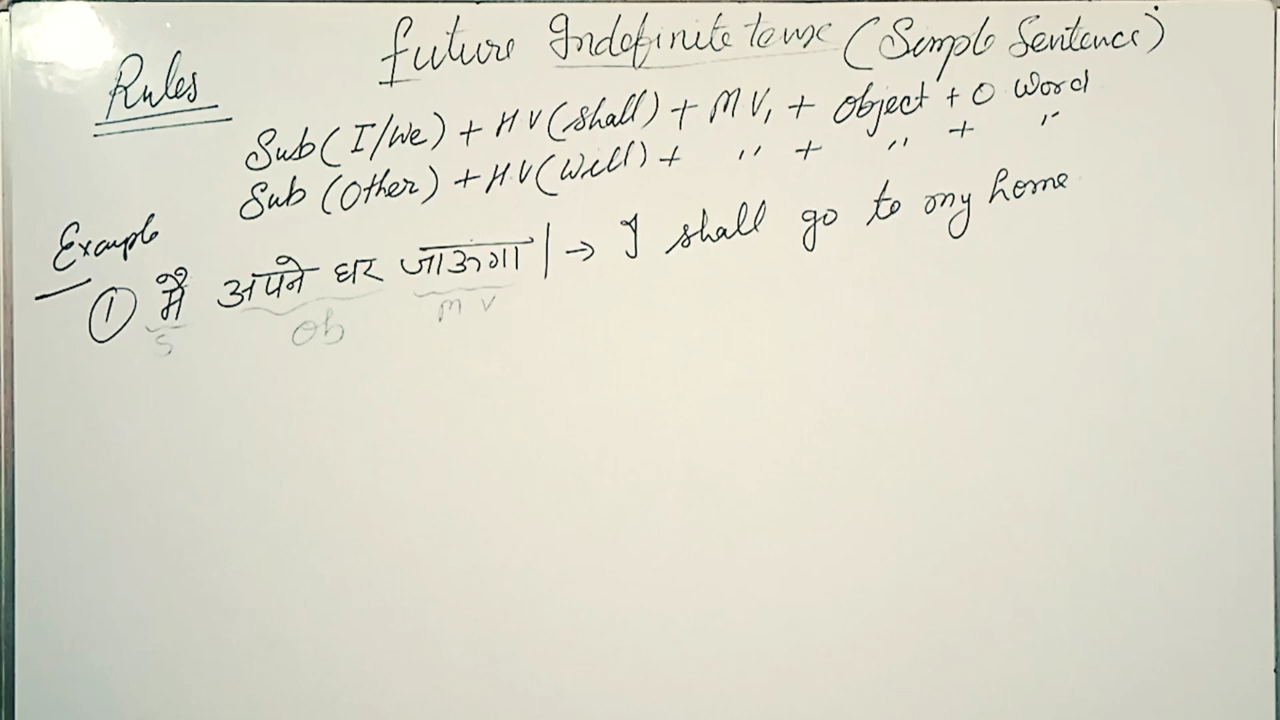 Future Indefinite tense (Simple Sentence)
Rules
Sub (I/We) + H V (Shall) + M V₁ + Object + O Word
Sub (Other) + H V (Will) + " + " + "
Example
① मैं अपने घर जाऊगा | → I shall go to my home
S Ob M V